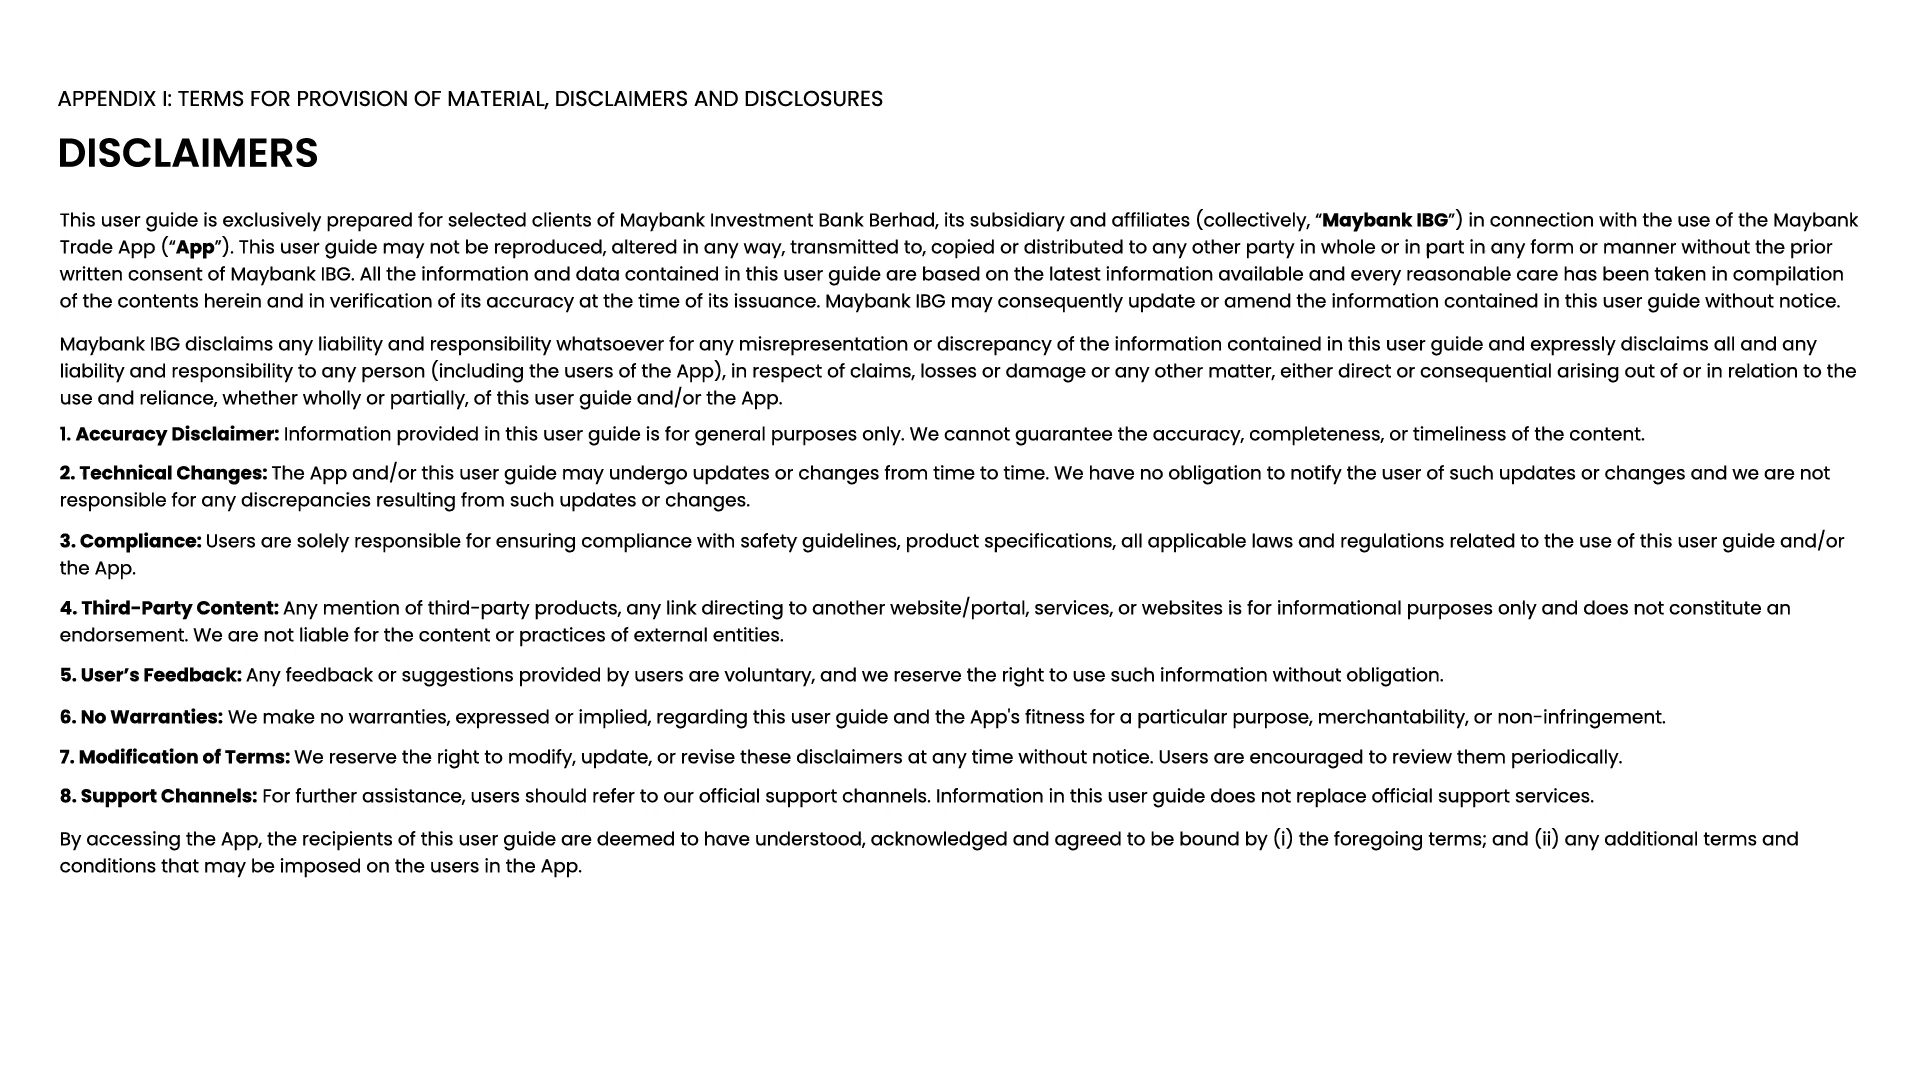 APPENDIX I: TERMS FOR PROVISION OF MATERIAL, DISCLAIMERS AND DISCLOSURES
DISCLAIMERS
This user guide is exclusively prepared for selected clients of Maybank Investment Bank Berhad, its subsidiary and affiliates (collectively, “Maybank IBG”) in connection with the use of the Maybank
Trade App (“App”). This user guide may not be reproduced, altered in any way, transmitted to, copied or distributed to any other party in whole or in part in any form or manner without the prior
written consent of Maybank IBG. All the information and data contained in this user guide are based on the latest information available and every reasonable care has been taken in compilation
of the contents herein and in verification of its accuracy at the time of its issuance. Maybank IBG may consequently update or amend the information contained in this user guide without notice.
Maybank IBG disclaims any liability and responsibility whatsoever for any misrepresentation or discrepancy of the information contained in this user guide and expressly disclaims all and any
liability and responsibility to any person (including the users of the App), in respect of claims, losses or damage or any other matter, either direct or consequential arising out of or in relation to the
use and reliance, whether wholly or partially, of this user guide and/or the App.
1. Accuracy Disclaimer: Information provided in this user guide is for general purposes only. We cannot guarantee the accuracy, completeness, or timeliness of the content.
2. Technical Changes: The App and/or this user guide may undergo updates or changes from time to time. We have no obligation to notify the user of such updates or changes and we are not
responsible for any discrepancies resulting from such updates or changes.
3. Compliance: Users are solely responsible for ensuring compliance with safety guidelines, product specifications, all applicable laws and regulations related to the use of this user guide and/or
the App.
4. Third-Party Content: Any mention of third-party products, any link directing to another website/portal, services, or websites is for informational purposes only and does not constitute an
endorsement. We are not liable for the content or practices of external entities.
5. User’s Feedback: Any feedback or suggestions provided by users are voluntary, and we reserve the right to use such information without obligation.
6. No Warranties: We make no warranties, expressed or implied, regarding this user guide and the App's fitness for a particular purpose, merchantability, or non-infringement.
7. Modification of Terms: We reserve the right to modify, update, or revise these disclaimers at any time without notice. Users are encouraged to review them periodically.
8. Support Channels: For further assistance, users should refer to our official support channels. Information in this user guide does not replace official support services.
By accessing the App, the recipients of this user guide are deemed to have understood, acknowledged and agreed to be bound by (i) the foregoing terms; and (ii) any additional terms and
conditions that may be imposed on the users in the App.